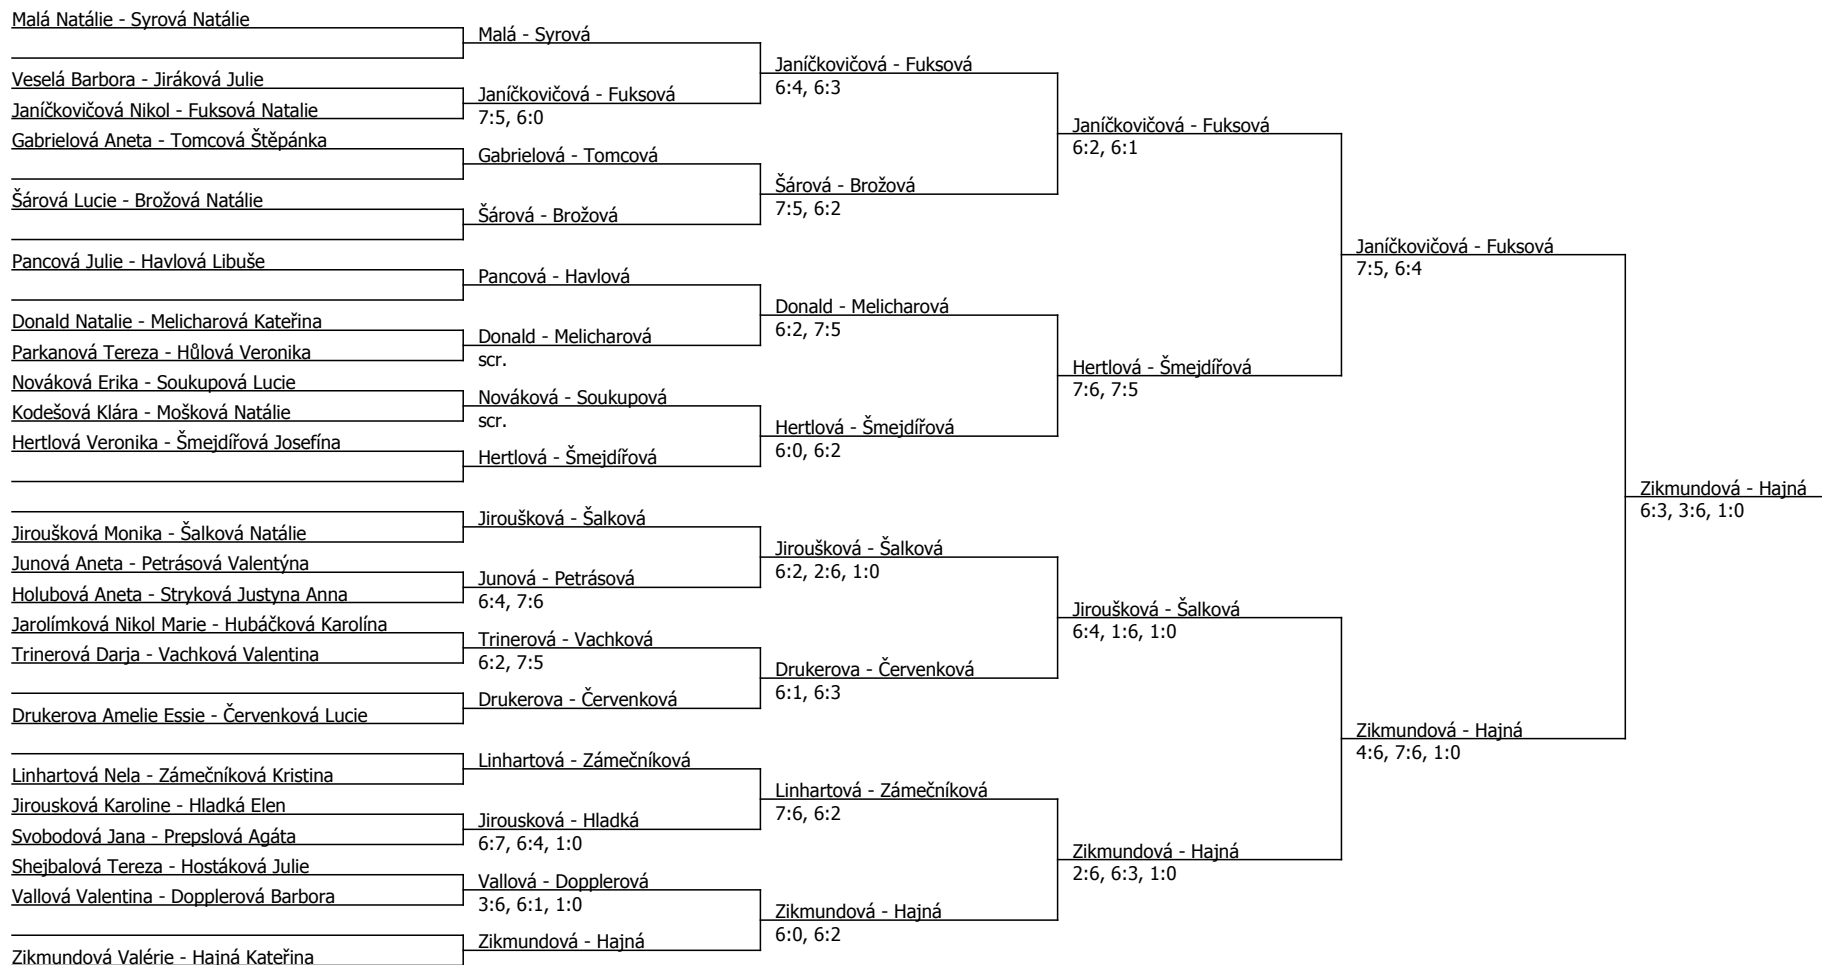 Malá Natálie - Syrová Natálie
Veselá Barbora - Jiráková Julie
Janíčkovičová Nikol - Fuksová Natalie
Gabrielová Aneta - Tomcová Štěpánka
Šárová Lucie - Brožová Natálie
Pancová Julie - Havlová Libuše
Donald Natalie - Melicharová Kateřina
Parkanová Tereza - Hůlová Veronika
Nováková Erika - Soukupová Lucie
Kodešová Klára - Mošková Natálie
Hertlová Veronika - Šmejdířová Josefína
Jiroušková Monika - Šalková Natálie
Junová Aneta - Petrásová Valentýna
Holubová Aneta - Stryková Justyna Anna
Jarolímková Nikol Marie - Hubáčková Karolína
Trinerová Darja - Vachková Valentina
Drukerova Amelie Essie - Červenková Lucie
Linhartová Nela - Zámečníková Kristina
Jirousková Karoline - Hladká Elen
Svobodová Jana - Prepslová Agáta
Shejbalová Tereza - Hostáková Julie
Vallová Valentina - Dopplerová Barbora
Zikmundová Valérie - Hajná Kateřina
Malá - Syrová
Janíčkovičová - Fuksová
7:5, 6:0
Gabrielová - Tomcová
Šárová - Brožová
Pancová - Havlová
Donald - Melicharová
scr.
Nováková - Soukupová
scr.
Hertlová - Šmejdířová
Jiroušková - Šalková
Junová - Petrásová
6:4, 7:6
Trinerová - Vachková
6:2, 7:5
Drukerova - Červenková
Linhartová - Zámečníková
Jirousková - Hladká
6:7, 6:4, 1:0
Vallová - Dopplerová
3:6, 6:1, 1:0
Zikmundová - Hajná
Janíčkovičová - Fuksová
6:4, 6:3
Šárová - Brožová
7:5, 6:2
Donald - Melicharová
6:2, 7:5
Hertlová - Šmejdířová
6:0, 6:2
Jiroušková - Šalková
6:2, 2:6, 1:0
Drukerova - Červenková
6:1, 6:3
Linhartová - Zámečníková
7:6, 6:2
Zikmundová - Hajná
6:0, 6:2
Janíčkovičová - Fuksová
6:2, 6:1
Hertlová - Šmejdířová
7:6, 7:5
Jiroušková - Šalková
6:4, 1:6, 1:0
Zikmundová - Hajná
2:6, 6:3, 1:0
Janíčkovičová - Fuksová
7:5, 6:4
Zikmundová - Hajná
4:6, 7:6, 1:0
Zikmundová - Hajná
6:3, 3:6, 1:0